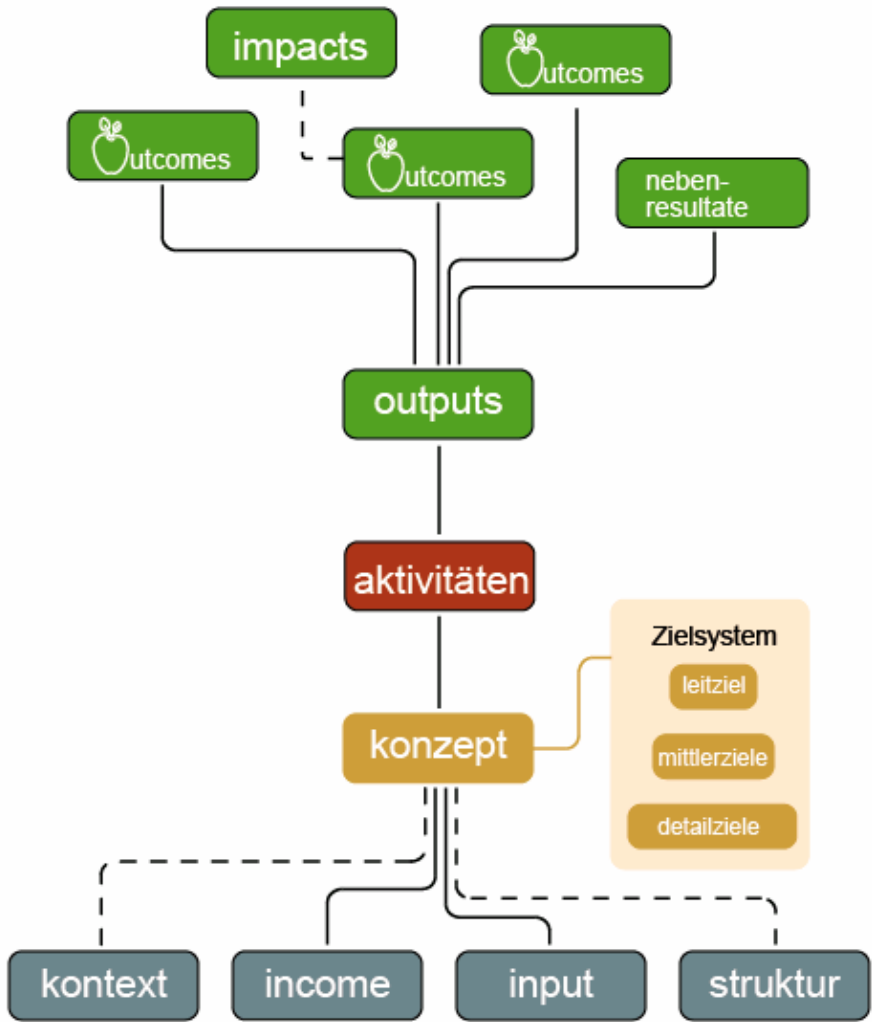 impacts
Outcomes
Outcomes
Outcomes
neben-
resultate
outputs
aktivitäten
Zielsystem
leitziel
konzept
mittlerziele
detailziele
kontext
income
input
struktur